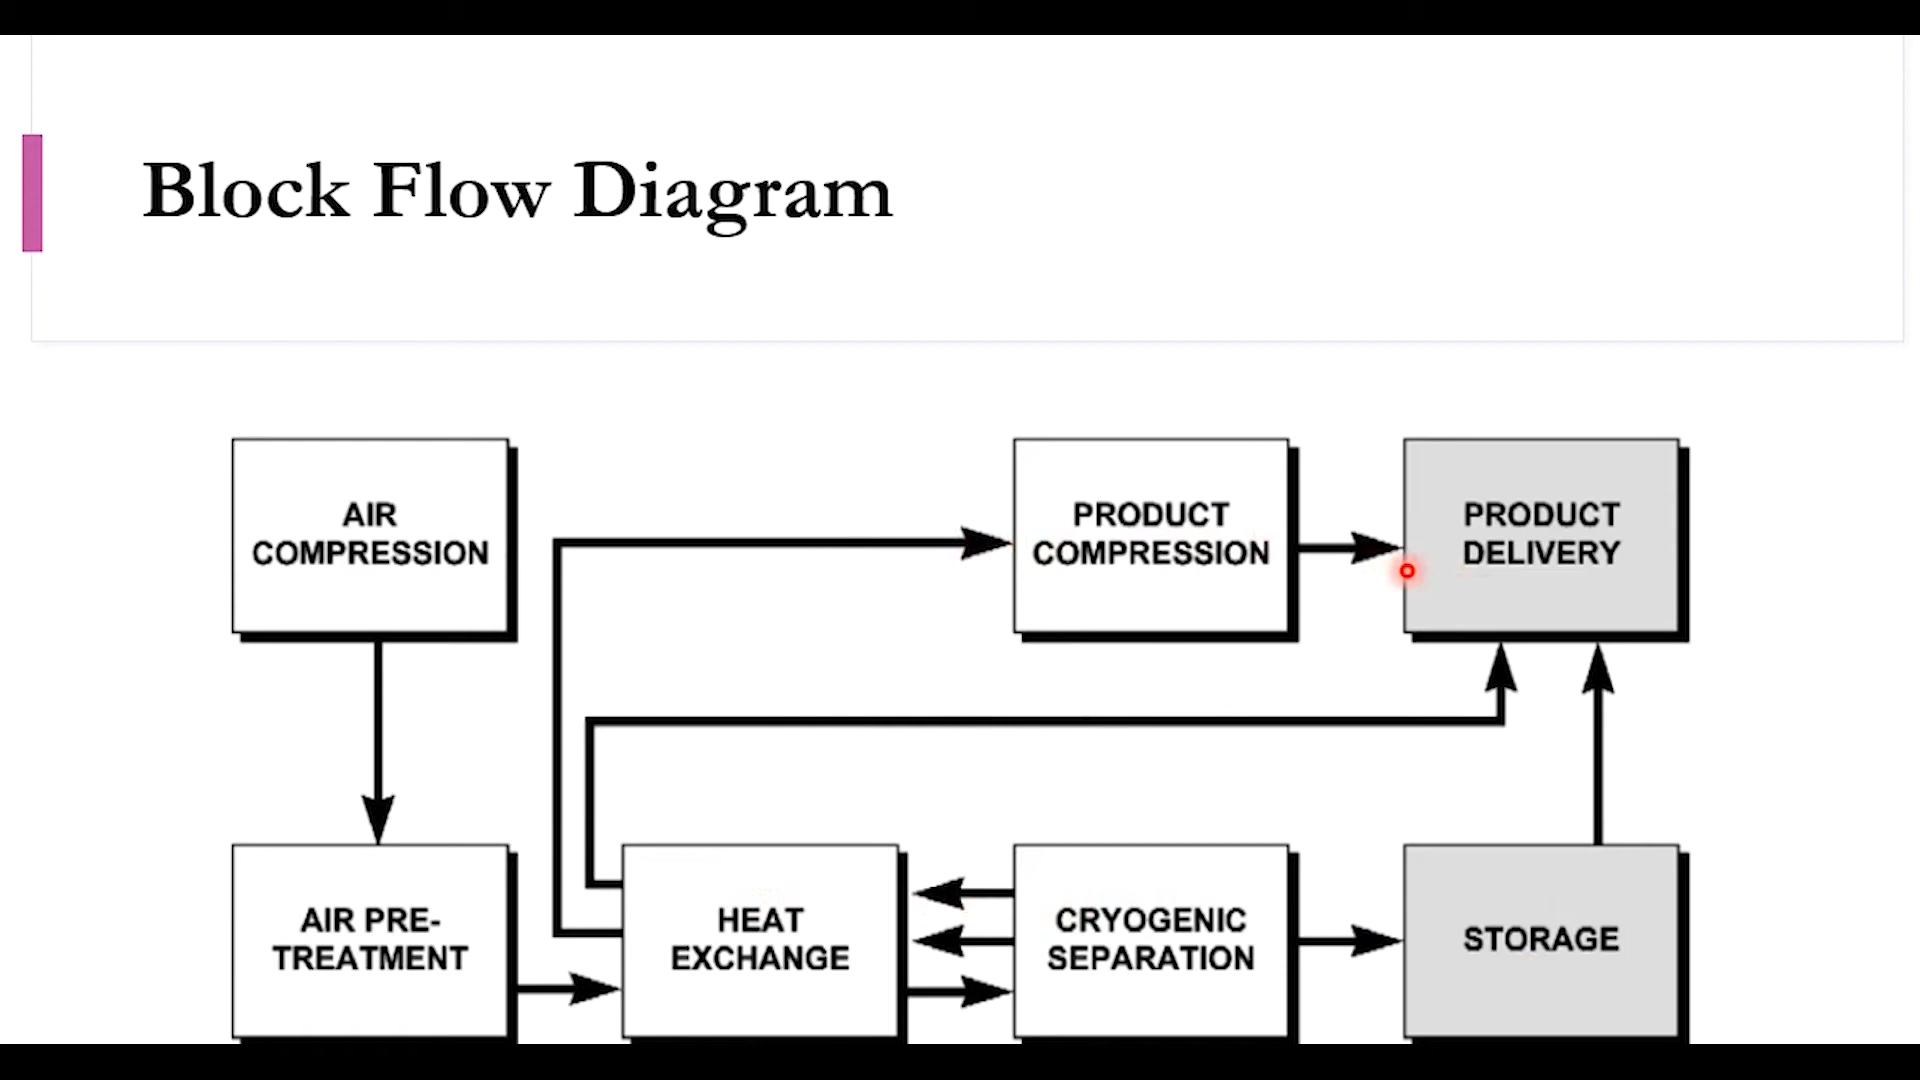 Block Flow Diagram
AIR
COMPRESSION
PRODUCT
COMPRESSION
PRODUCT
DELIVERY
AIR PRE-
TREATMENT
HEAT
EXCHANGE
CRYOGENIC
SEPARATION
STORAGE